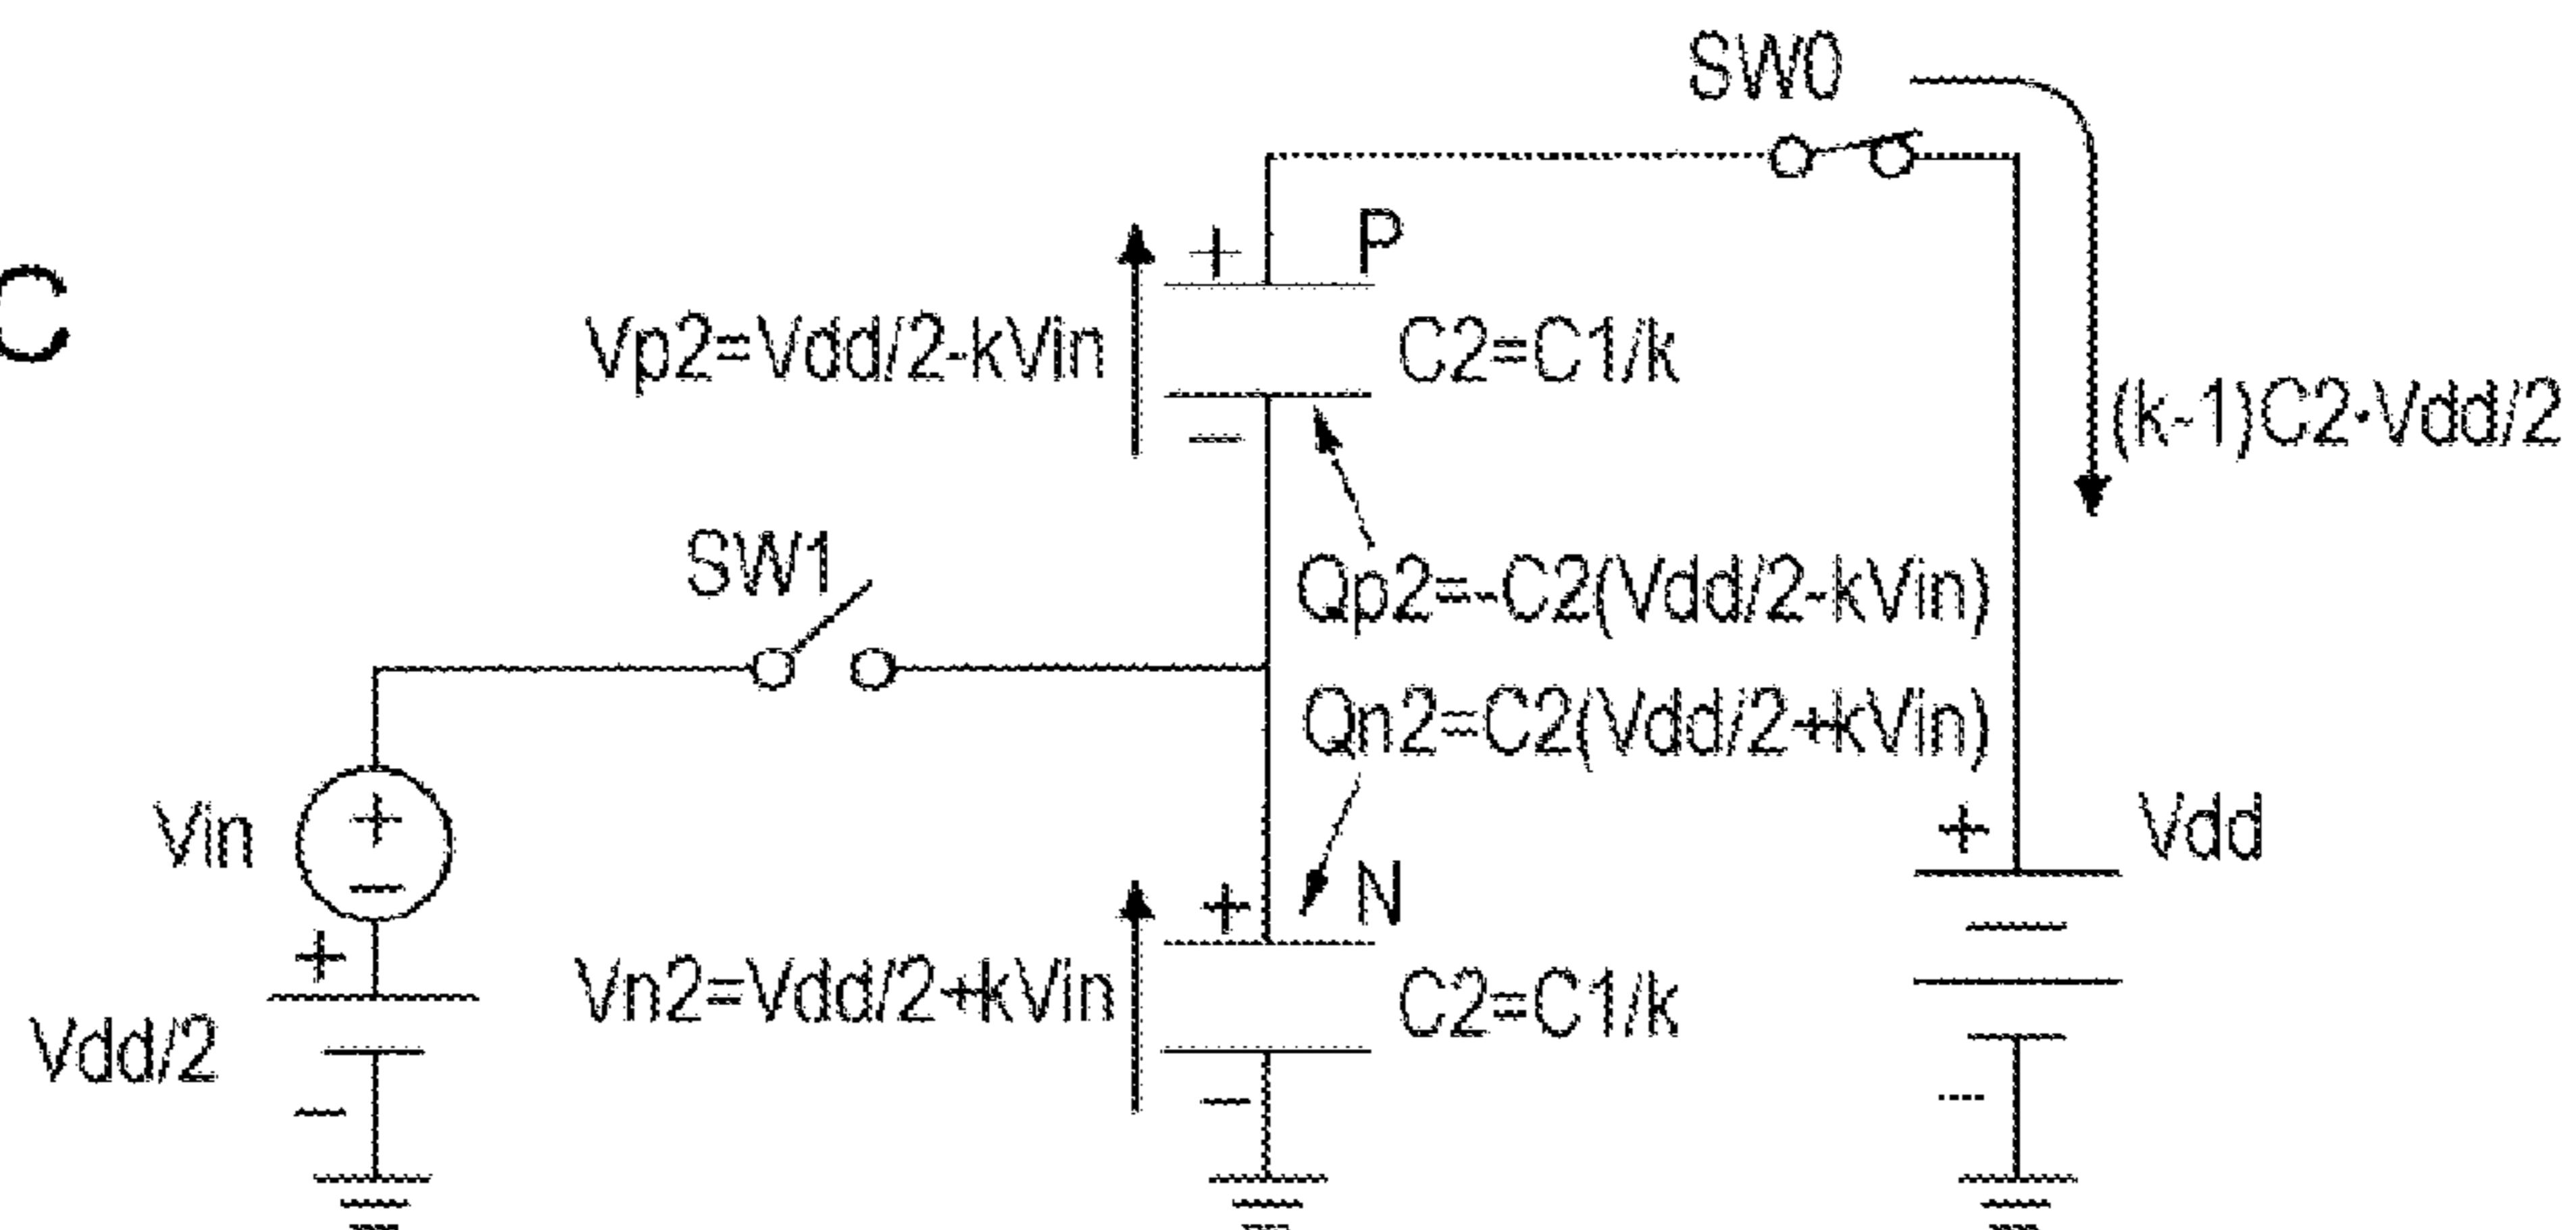 SW0
C
+ P
Vp2=Vdd/2-kVin
C2=C1/k
−
(k-1)C2·Vdd/2
SW1
Qp2=-C2(Vdd/2-kVin)
Qn2=C2(Vdd/2+kVin)
Vin
+
−
+ Vdd
+ N
+
Vn2=Vdd/2+kVin
C2=C1/k
Vdd/2
−
−
−